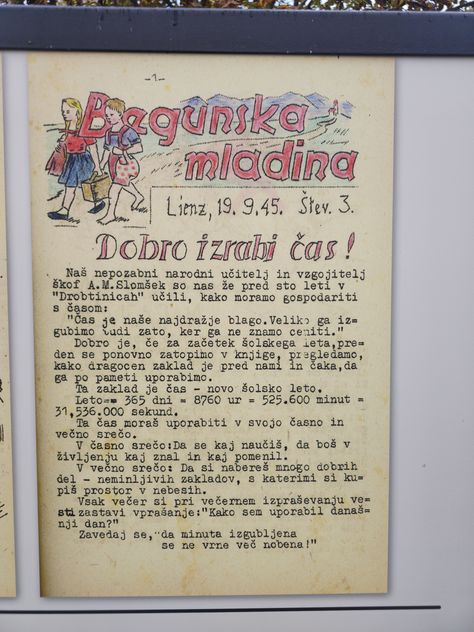 -1-
Begunska
mladina
Lienz, 19. 9. 45. Štev. 3.
Dobro izrabi čas!
Naš nepozabni narodni učitelj in vzgojitelj
škof A.M.Slomšek so nas že pred sto leti v
"Drobtinicah" učili, kako moramo gospodariti
s časom:
"Čas je naše najdražje blago.Veliko ga iz=
gubimo tudi zato, ker ga ne znamo ceniti."
Dobro je, če za začetek šolskega leta,pre=
den se ponovno zatopimo v knjige, pregledamo,
kako dragocen zaklad je pred nami in čaka,da
ga po pameti uporabimo.
Ta zaklad je čas - novo šolsko leto.
Leto== 365 dni = 8760 ur = 525.600 minut =
31,536.000 sekund.
Ta čas moraš uporabiti v svojo časno in
večno srečo.
V časno srečo:Da se kaj naučiš, da boš v
življenju kaj znal in kaj pomenil.
V večno srečo: Da si nabereš mnogo dobrih
del - neminljivih zakladov, s katerimi si ku=
piš prostor v nebesih.
Vsak večer si pri večernem izpraševanju ve=
sti zastavi vprašanje:"Kako sem uporabil današ=
nji dan?"
Zavedaj se,"da minuta izgubljena
se ne vrne več nobena!"